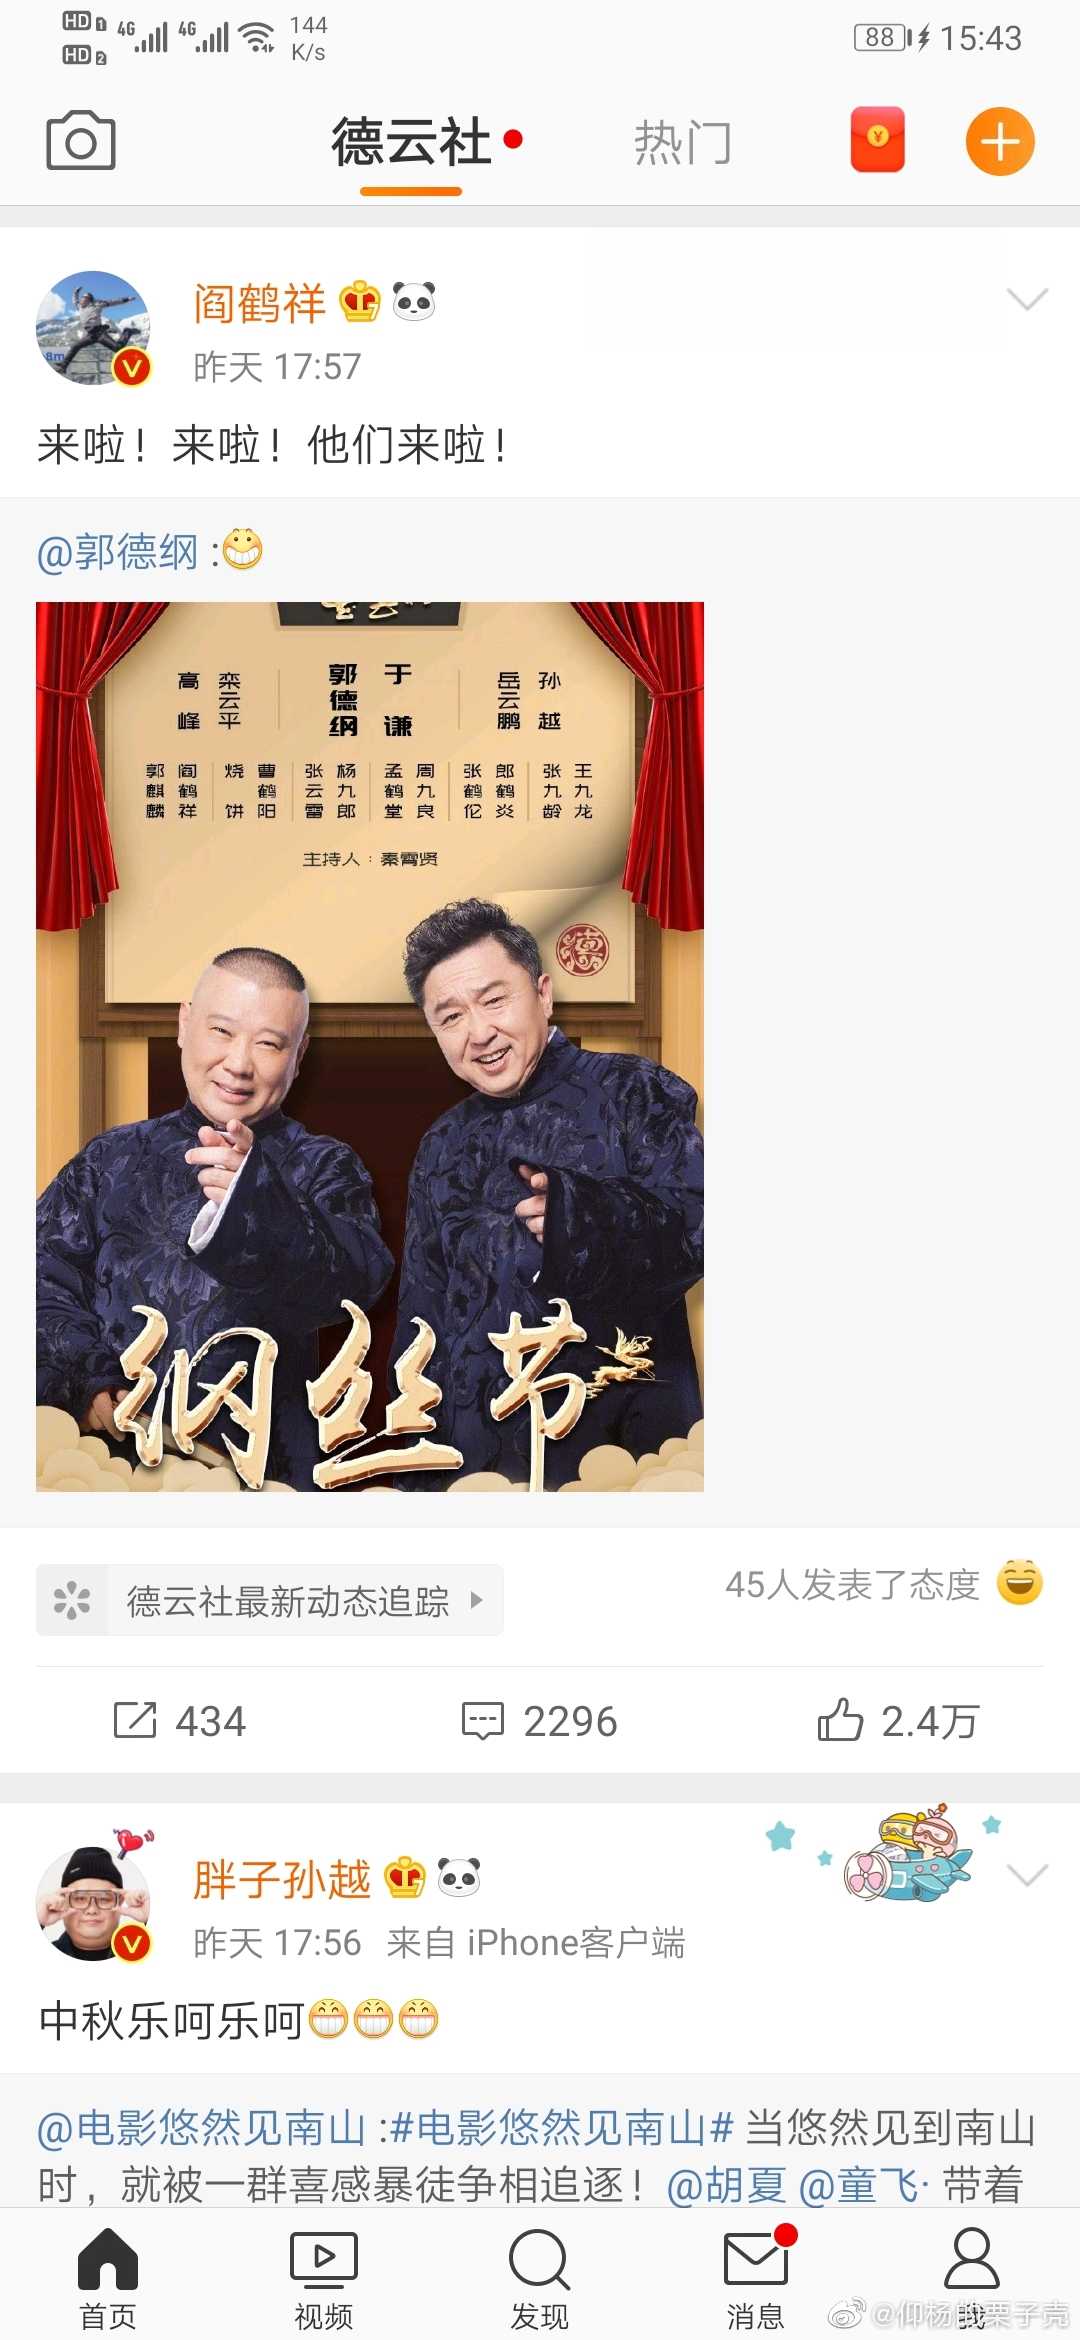 HD 1 4G 4G 144
HD 2 K/s
88 15:43
德云社 热门
阎鹤祥
昨天 17:57
来啦！来啦！他们来啦！
@郭德纲 :
高峰 栾云平 郭德纲 于谦 岳云鹏 孙越
郭麒麟 阎鹤祥 烧饼 曹鹤阳 张云雷 杨九郎 孟鹤堂 周九良 张鹤伦 郎鹤炎 张九龄 王九龙
主持人：秦霄贤
纲丝节
德云社最新动态追踪
45人发表了态度
434 2296 2.4万
胖子孙越
昨天 17:56 来自 iPhone客户端
中秋乐呵乐呵
@电影悠然见南山 :#电影悠然见南山# 当悠然见到南山
时，就被一群喜感暴徒争相追逐！@胡夏 @童飞· 带着
首页 视频 发现 消息 我
@仰杨的栗子壳